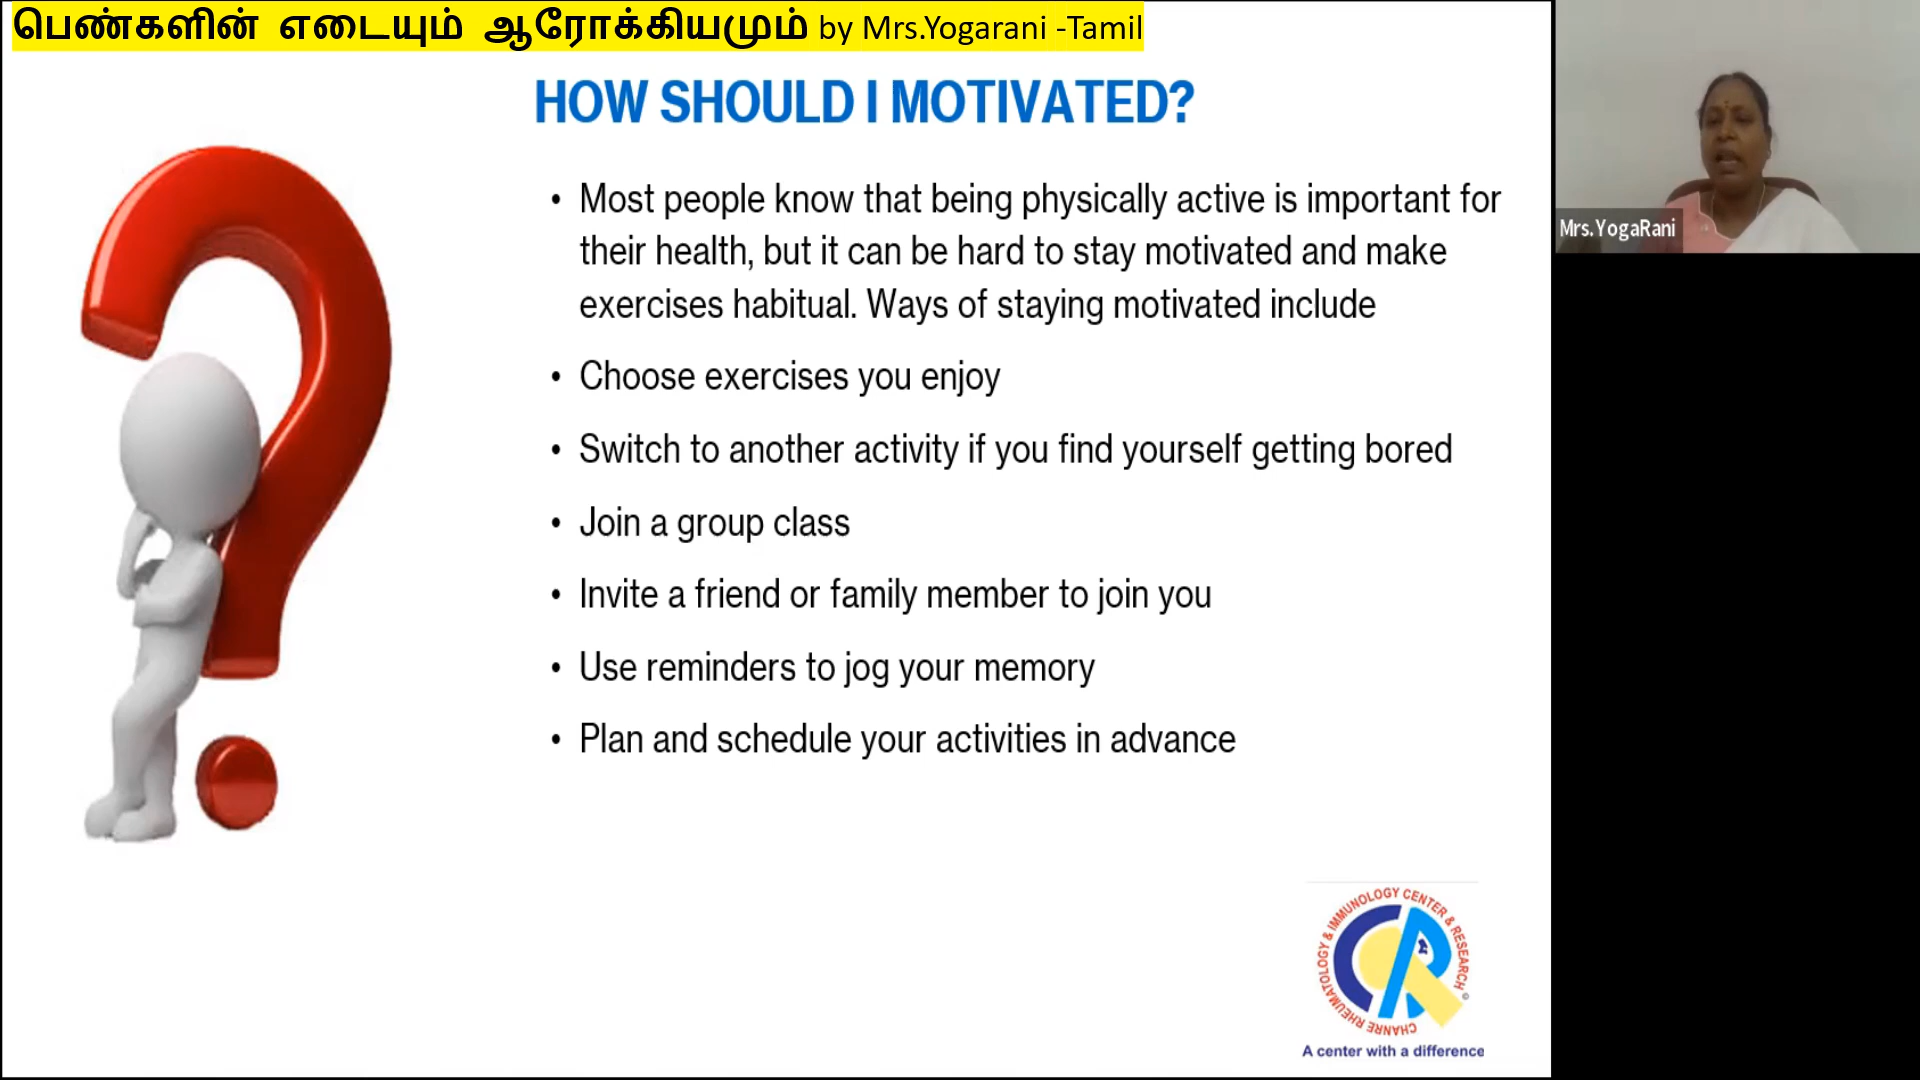 பெண்களின் எடையும் ஆரோக்கியமும் by Mrs.Yogarani -Tamil
HOW SHOULD I MOTIVATED?
• Most people know that being physically active is important for
their health, but it can be hard to stay motivated and make
exercises habitual. Ways of staying motivated include
• Choose exercises you enjoy
• Switch to another activity if you find yourself getting bored
• Join a group class
• Invite a friend or family member to join you
• Use reminders to jog your memory
• Plan and schedule your activities in advance
Mrs.YogaRani
CHANRE RHEUMATOLOGY & IMMUNOLOGY CENTER & RESEARCH
©
A center with a difference